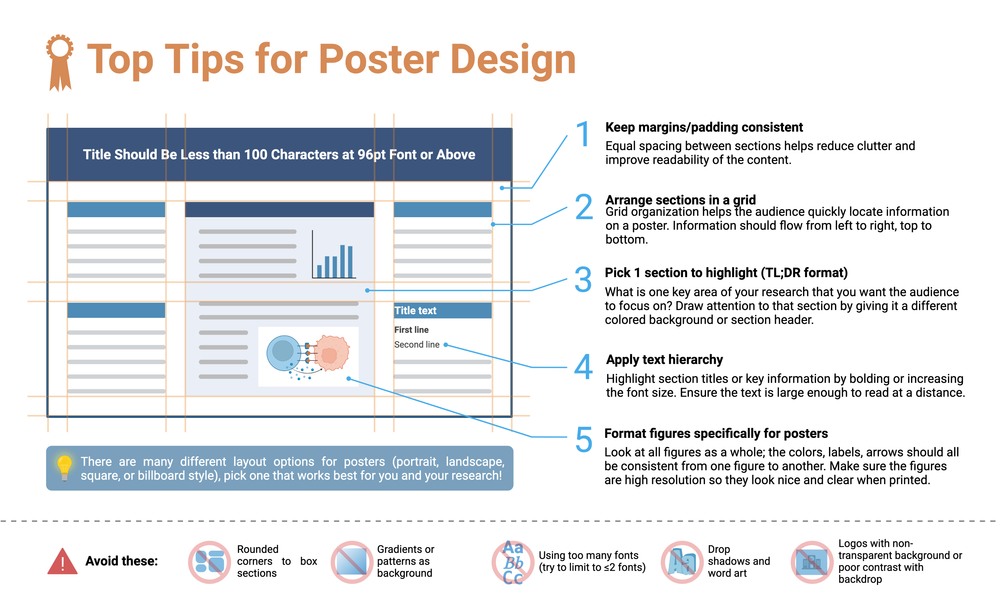 Top Tips for Poster Design
Title Should Be Less than 100 Characters at 96pt Font or Above
Title text
First line
Second line
1
Keep margins/padding consistent
Equal spacing between sections helps reduce clutter and
improve readability of the content.
2
Arrange sections in a grid
Grid organization helps the audience quickly locate information
on a poster. Information should flow from left to right, top to
bottom.
3
Pick 1 section to highlight (TL;DR format)
What is one key area of your research that you want the audience
to focus on? Draw attention to that section by giving it a different
colored background or section header.
4
Apply text hierarchy
Highlight section titles or key information by bolding or increasing
the font size. Ensure the text is large enough to read at a distance.
5
Format figures specifically for posters
Look at all figures as a whole; the colors, labels, arrows should all
be consistent from one figure to another. Make sure the figures
are high resolution so they look nice and clear when printed.
There are many different layout options for posters (portrait, landscape,
square, or billboard style), pick one that works best for you and your research!
!
Avoid these:
Rounded
corners to box
sections
Gradients or
patterns as
background
Aa
Bb
Cc
Using too many fonts
(try to limit to ≤2 fonts)
Aa
Drop
shadows and
word art
Logos with non-
transparent background or
poor contrast with
backdrop